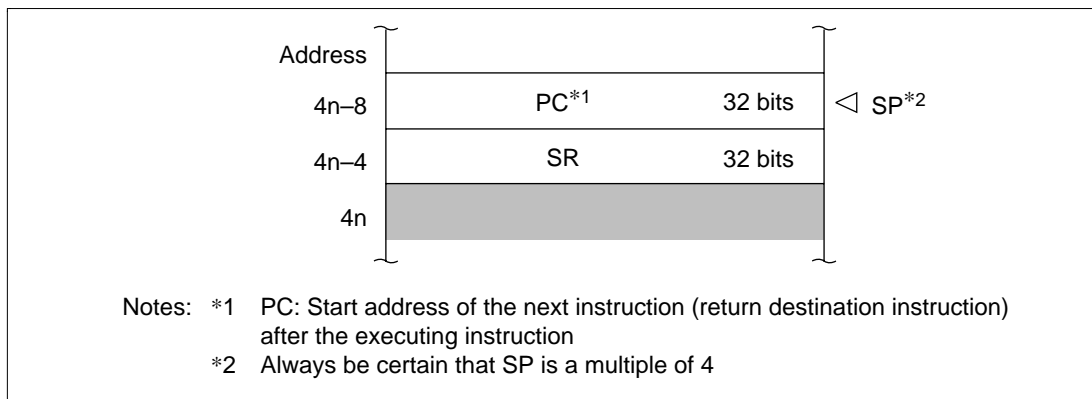 Address
4n–8 PC*1 32 bits SP*2
4n–4 SR 32 bits
4n
Notes: *1 PC: Start address of the next instruction (return destination instruction)
after the executing instruction
*2 Always be certain that SP is a multiple of 4